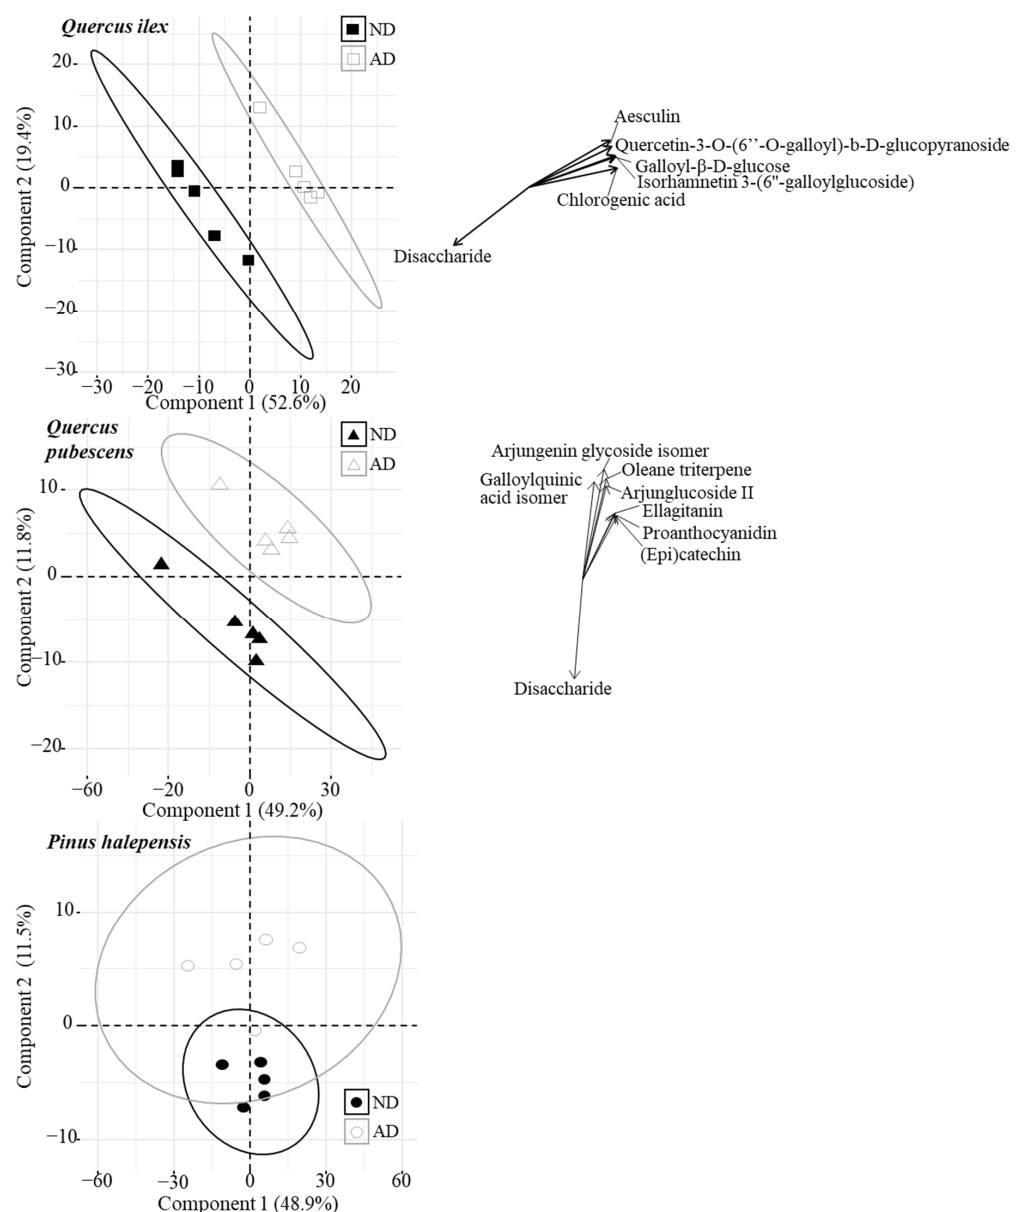 Quercus ilex
ND
AD
20
10
0
−10
−20
−30
Component 2 (19.4%)
−30 −20 −10 0 10 20
Component 1 (52.6%)
Aesculin
Quercetin-3-O-(6’’-O-galloyl)-b-D-glucopyranoside
Galloyl-β-D-glucose
Isorhamnetin 3-(6"-galloylglucoside)
Chlorogenic acid
Disaccharide
Quercus
pubescens
ND
AD
10
0
−10
−20
Component 2 (11.8%)
−60 −20 0 30
Component 1 (49.2%)
Arjungenin glycoside isomer
Oleane triterpene
Galloylquinic
acid isomer
Arjunglucoside II
Ellagitanin
Proanthocyanidin
(Epi)catechin
Disaccharide
Pinus halepensis
10
0
−10
Component 2 (11.5%)
ND
AD
−60 −30 0 30 60
Component 1 (48.9%)